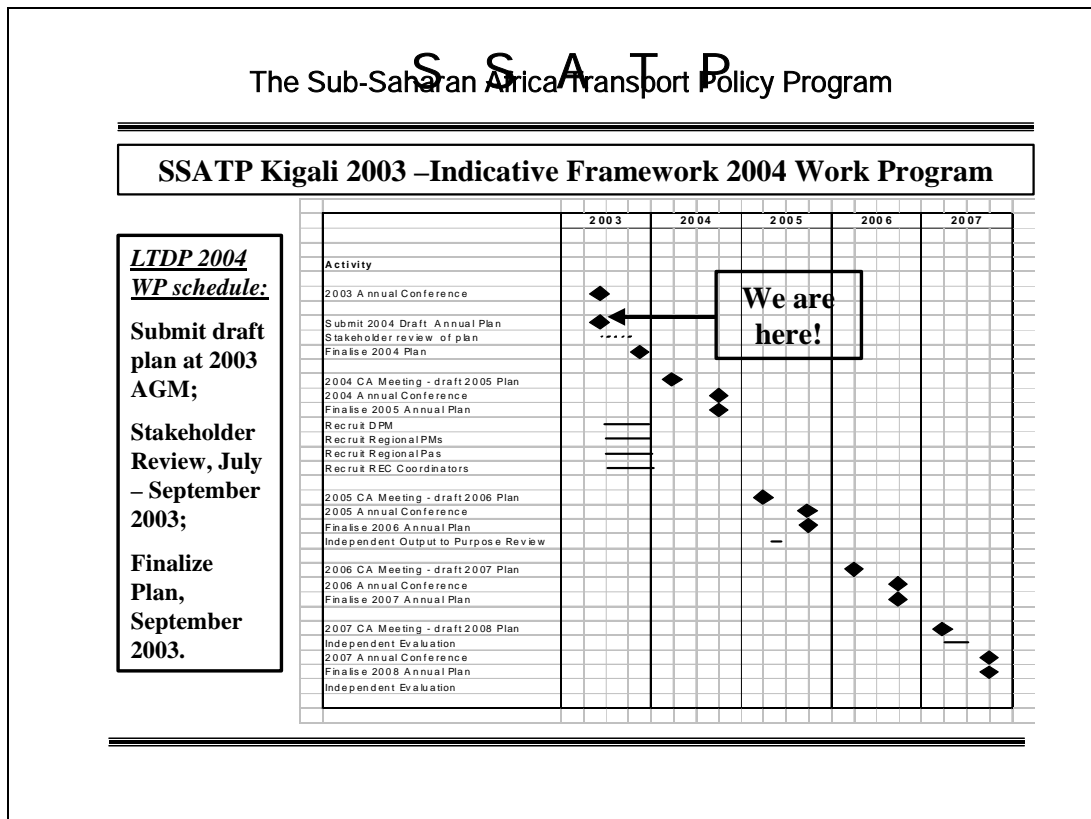 S S A T P
The Sub-Saharan Africa Transport Policy Program
SSATP Kigali 2003 –Indicative Framework 2004 Work Program
LTDP 2004
WP schedule:
Submit draft
plan at 2003
AGM;
Stakeholder
Review, July
– September
2003;
Finalize
Plan,
September
2003.
2003 2004 2005 2006 2007
Activity
2003 Annual Conference
Submit 2004 Draft Annual Plan
Stakeholder review of plan
Finalise 2004 Plan
2004 CA Meeting - draft 2005 Plan
2004 Annual Conference
Finalise 2005 Annual Plan
Recruit DPM
Recruit Regional PMs
Recruit Regional Pas
Recruit REC Coordinators
2005 CA Meeting - draft 2006 Plan
2005 Annual Conference
Finalise 2006 Annual Plan
Independent Output to Purpose Review
2006 CA Meeting - draft 2007 Plan
2006 Annual Conference
Finalise 2007 Annual Plan
2007 CA Meeting - draft 2008 Plan
Independent Evaluation
2007 Annual Conference
Finalise 2008 Annual Plan
Independent Evaluation
We are
here!